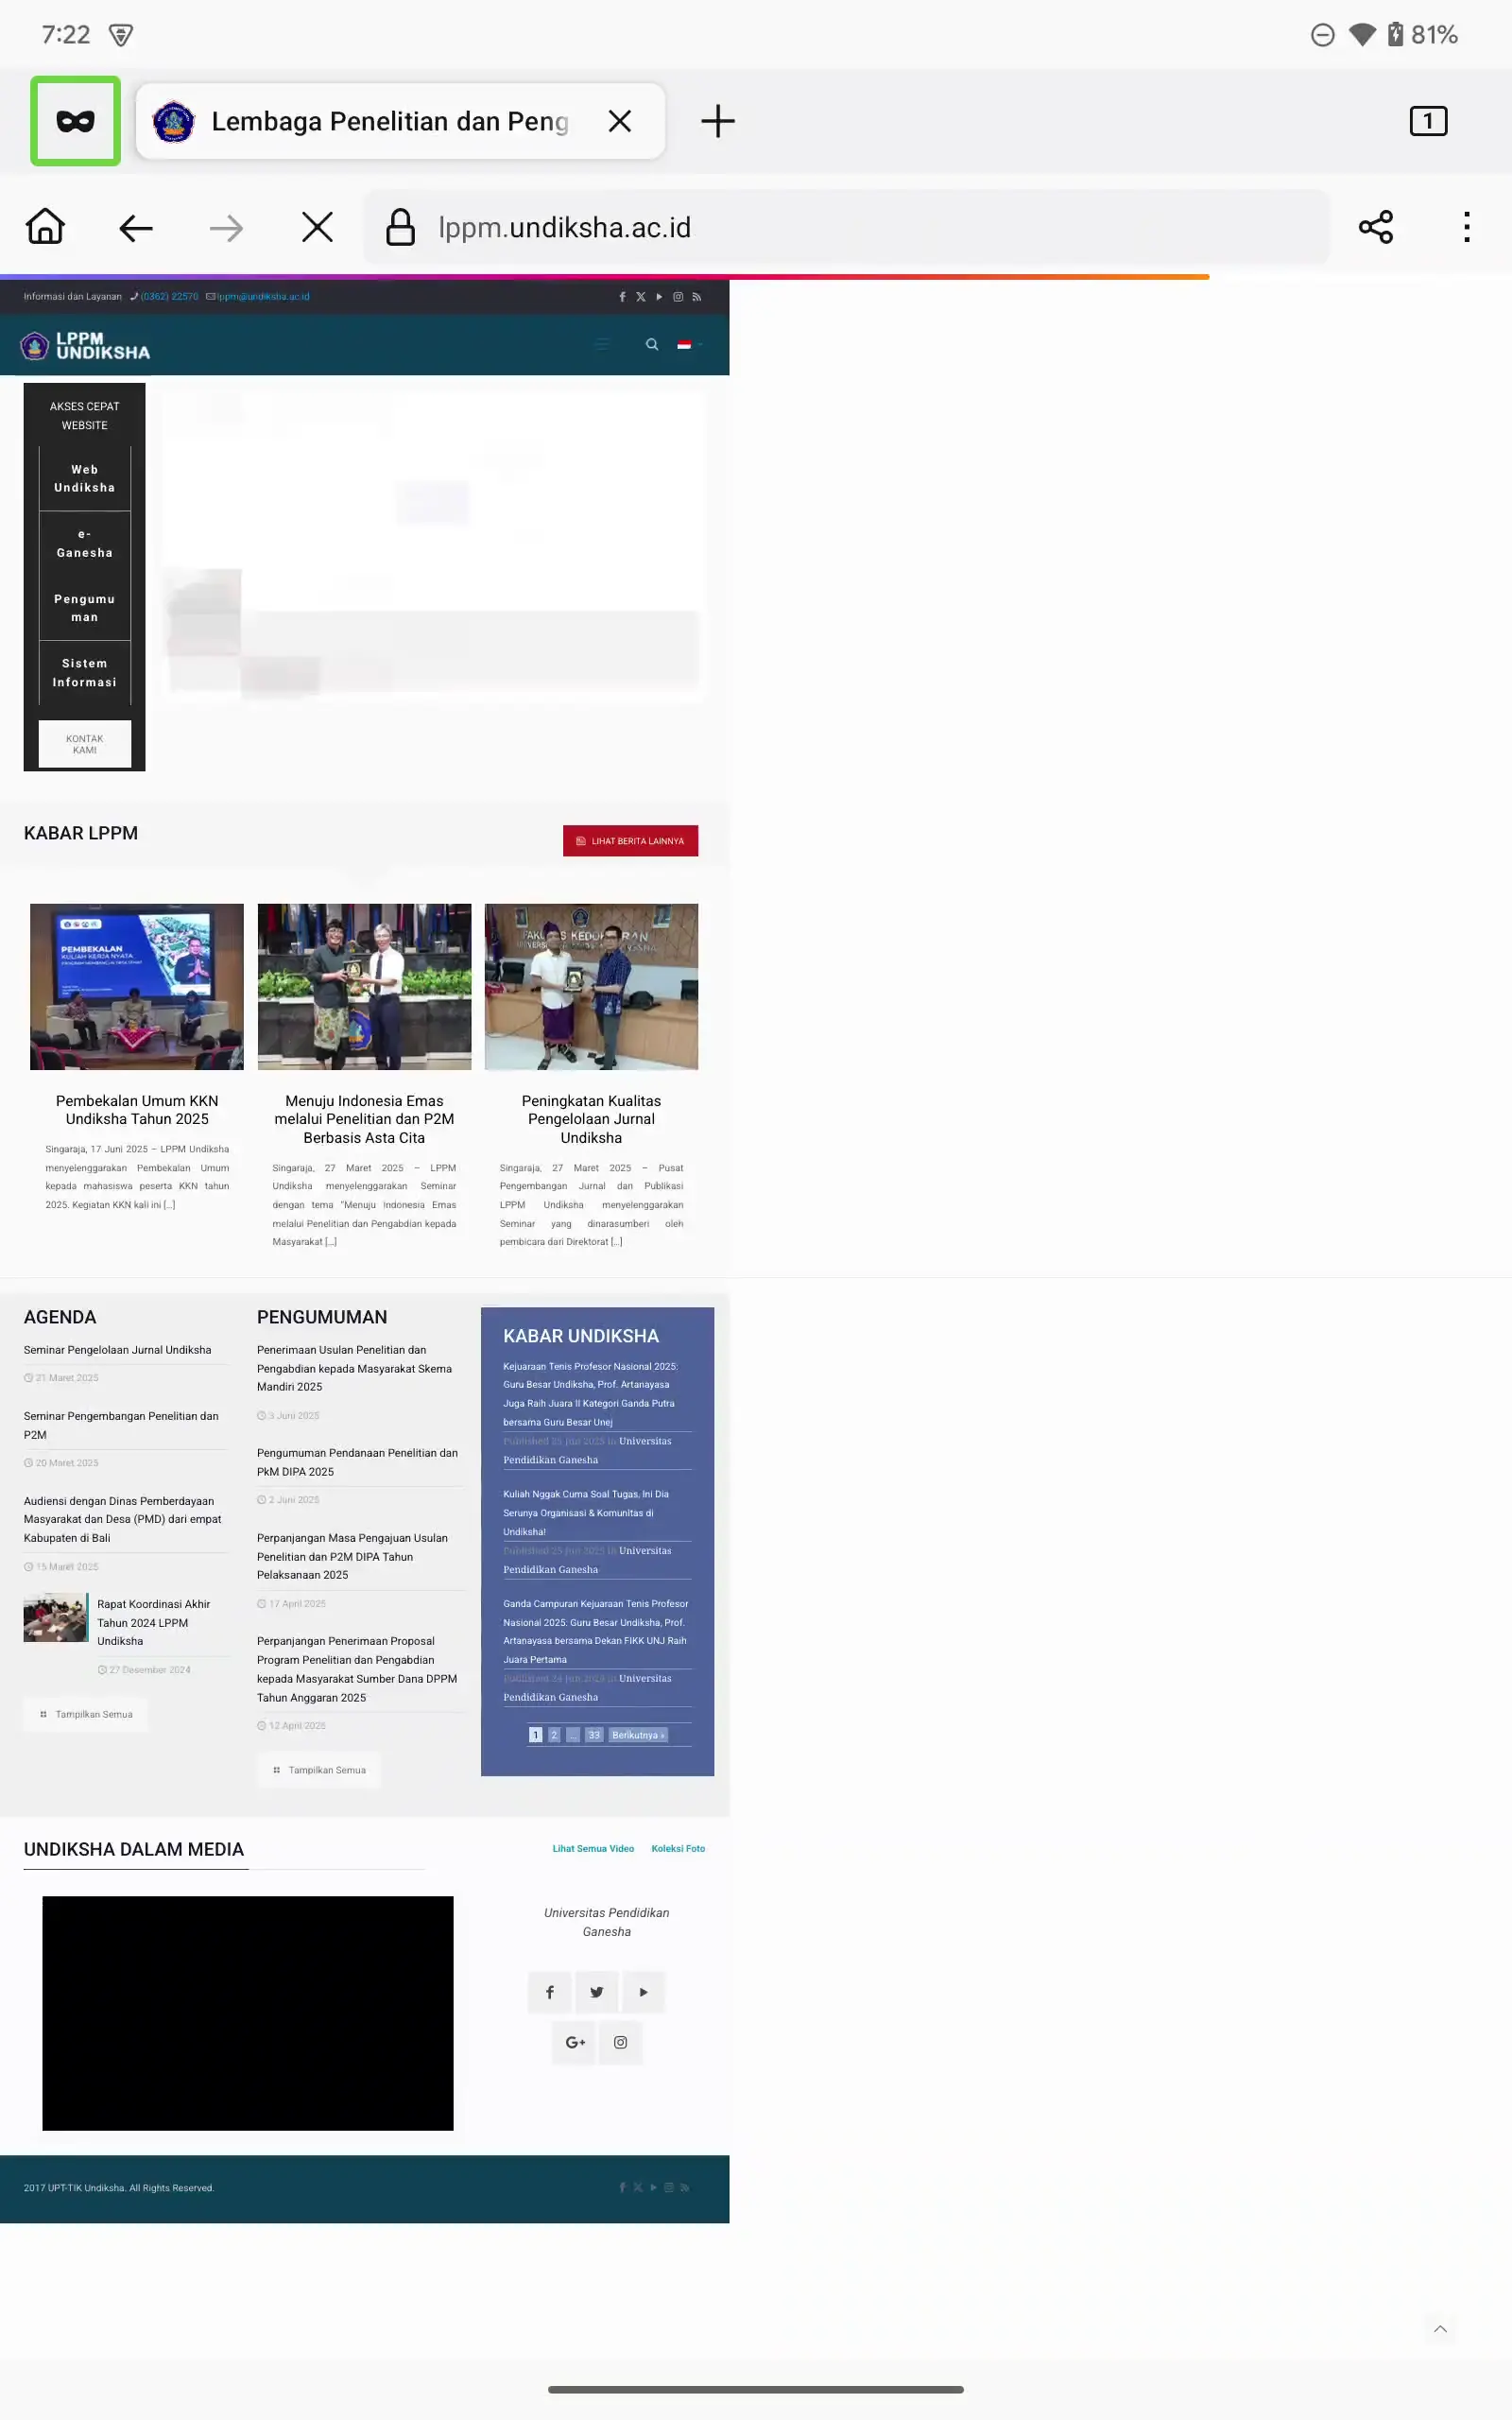 7:22
81%
Lembaga Penelitian dan Peng
1
lppm.undiksha.ac.id
Informasi dan Layanan (0362) 22570 lppm@undiksha.ac.id
LPPM
UNDIKSHA
AKSES CEPAT
WEBSITE
Web
Undiksha
e-
Ganesha
Pengumu
man
Sistem
Informasi
KONTAK
KAMI
KABAR LPPM
LIHAT BERITA LAINNYA
PEMBEKALAN
KULIAH KERJA NYATA
Pembekalan Umum KKN
Undiksha Tahun 2025
Singaraja, 17 Juni 2025 – LPPM Undiksha
menyelenggarakan Pembekalan Umum
kepada mahasiswa peserta KKN tahun
2025. Kegiatan KKN kali ini [...]
Menuju Indonesia Emas
melalui Penelitian dan P2M
Berbasis Asta Cita
Singaraja, 27 Maret 2025 – LPPM
Undiksha menyelenggarakan Seminar
dengan tema “Menuju Indonesia Emas
melalui Penelitian dan Pengabdian kepada
Masyarakat [...]
Peningkatan Kualitas
Pengelolaan Jurnal
Undiksha
Singaraja, 27 Maret 2025 – Pusat
Pengembangan Jurnal dan Publikasi
LPPM Undiksha menyelenggarakan
Seminar yang dinarasumberi oleh
pembicara dari Direktorat [...]
AGENDA
Seminar Pengelolaan Jurnal Undiksha
21 Maret 2025
Seminar Pengembangan Penelitian dan
P2M
20 Maret 2025
Audiensi dengan Dinas Pemberdayaan
Masyarakat dan Desa (PMD) dari empat
Kabupaten di Bali
15 Maret 2025
Rapat Koordinasi Akhir
Tahun 2024 LPPM
Undiksha
27 Desember 2024
Tampilkan Semua
PENGUMUMAN
Penerimaan Usulan Penelitian dan
Pengabdian kepada Masyarakat Skema
Mandiri 2025
3 Juni 2025
Pengumuman Pendanaan Penelitian dan
PkM DIPA 2025
2 Juni 2025
Perpanjangan Masa Pengajuan Usulan
Penelitian dan P2M DIPA Tahun
Pelaksanaan 2025
17 April 2025
Perpanjangan Penerimaan Proposal
Program Penelitian dan Pengabdian
kepada Masyarakat Sumber Dana DPPM
Tahun Anggaran 2025
12 April 2025
Tampilkan Semua
KABAR UNDIKSHA
Kejuaraan Tenis Profesor Nasional 2025:
Guru Besar Undiksha, Prof. Artanayasa
Juga Raih Juara II Kategori Ganda Putra
bersama Guru Besar Unej
Published 25 Jun 2025 in Universitas
Pendidikan Ganesha
Kuliah Nggak Cuma Soal Tugas, Ini Dia
Serunya Organisasi & Komunitas di
Undiksha!
Published 25 Jun 2025 in Universitas
Pendidikan Ganesha
Ganda Campuran Kejuaraan Tenis Profesor
Nasional 2025: Guru Besar Undiksha, Prof.
Artanayasa bersama Dekan FIKK UNJ Raih
Juara Pertama
Published 24 Jun 2025 in Universitas
Pendidikan Ganesha
1 2 ... 33 Berikutnya »
UNDIKSHA DALAM MEDIA
Lihat Semua Video Koleksi Foto
Universitas Pendidikan
Ganesha
2017 UPT-TIK Undiksha. All Rights Reserved.